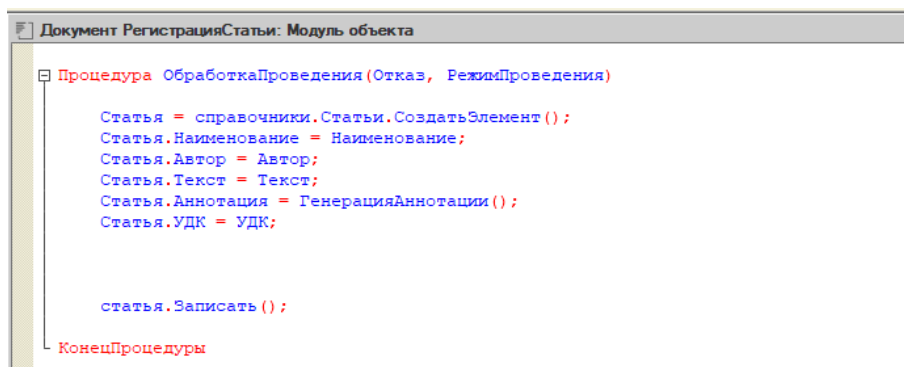 Документ РегистрацияСтатьи: Модуль объекта
Процедура ОбработкаПроведения(Отказ, РежимПроведения)
Статья = справочники.Статьи.СоздатьЭлемент();
Статья.Наименование = Наименование;
Статья.Автор = Автор;
Статья.Текст = Текст;
Статья.Аннотация = ГенерацияАннотации();
Статья.УДК = УДК;
статья.Записать();
КонецПроцедуры